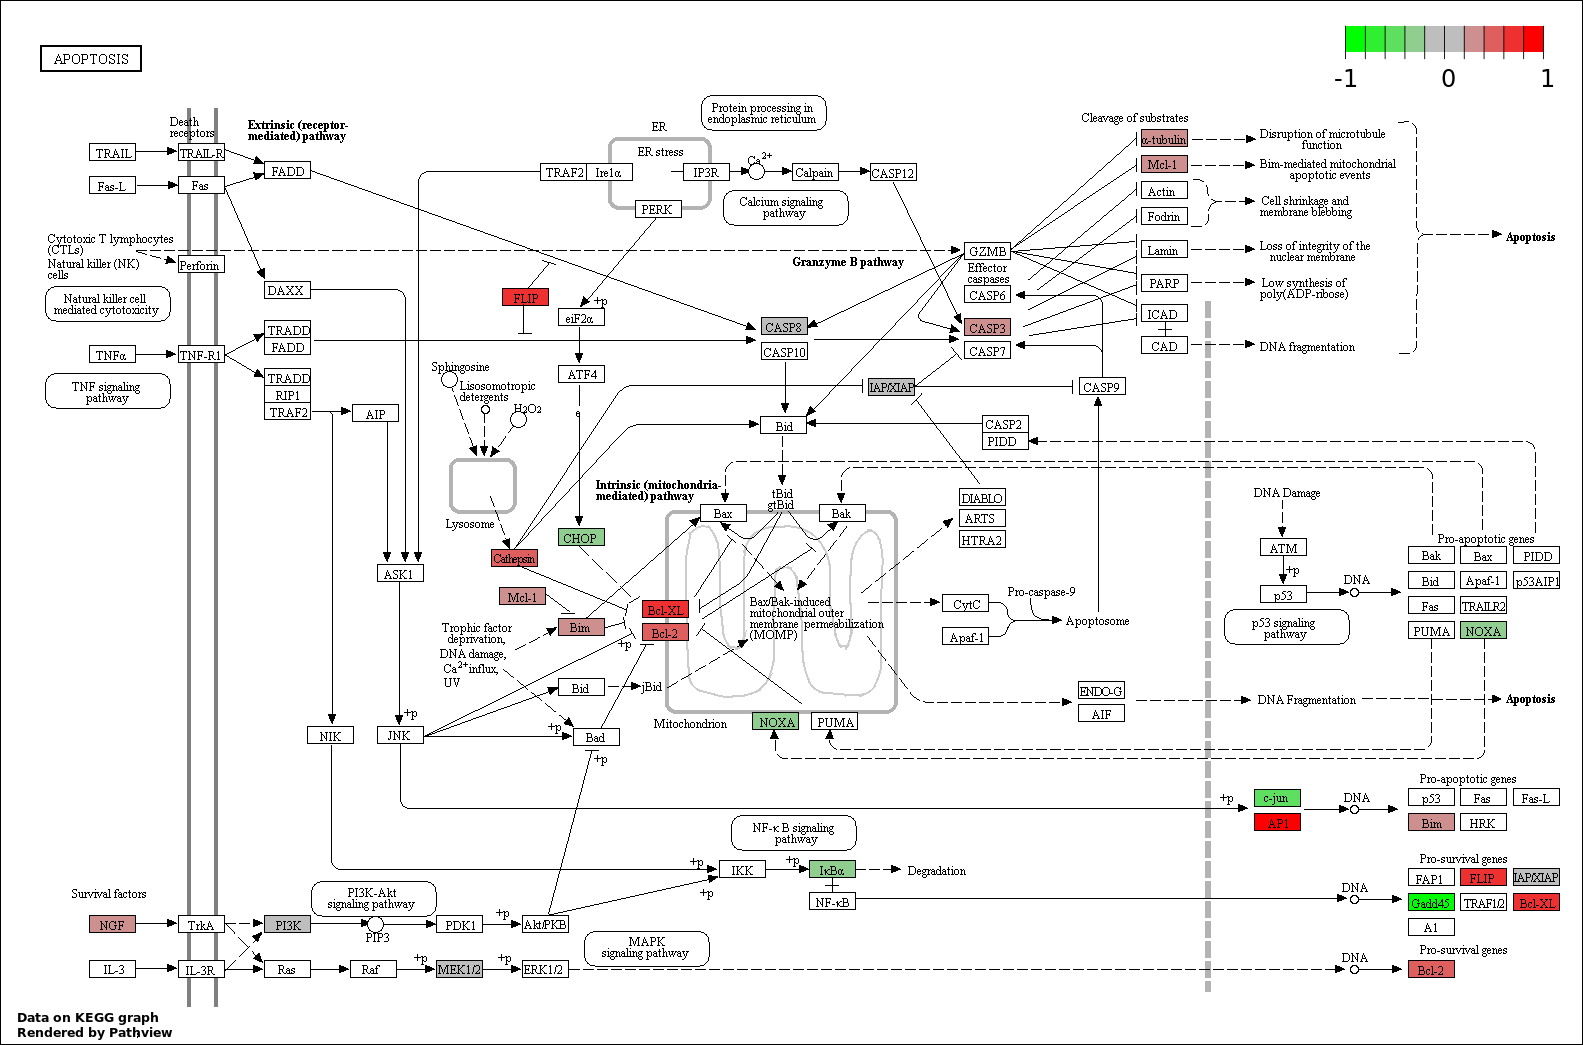 APOPTOSIS
-1 0 1
Death
receptors
Extrinsic (receptor-
mediated) pathway
TRAIL
TRAIL-R
Fas-L
Fas
FADD
Cytotoxic T lymphocytes
(CTLs)
Natural killer (NK)
cells
Perforin
DAXX
Natural killer cell
mediated cytotoxicity
TNFα
TNF-R1
TRADD
FADD
TRADD
RIP1
TRAF2
AIP
TNF signaling
pathway
Protein processing in
endoplasmic reticulum
ER
ER stress
TRAF2
Ire1α
IP3R
PERK
Ca2+
Calpain
CASP12
Calcium signaling
pathway
Granzyme B pathway
GZMB
Effector
caspases
CASP6
CASP3
CASP7
FLIP
+p
eiF2α
ATF4
e
CASP8
CASP10
IAP/XIAP
CASP9
Bid
CASP2
PIDD
Cleavage of substrates
α-tubulin
Mcl-1
Actin
Fodrin
Lamin
PARP
ICAD
CAD
Disruption of microtubule
function
Bim-mediated mitochondrial
apoptotic events
Cell shrinkage and
membrane blebbing
Loss of integrity of the
nuclear membrane
Low synthesis of
poly(ADP-ribose)
DNA fragmentation
Apoptosis
Sphingosine
Lisosomotropic
detergents
H2O2
Lysosome
Cathepsin
CHOP
Intrinsic (mitochondria-
mediated) pathway
tBid
gtBid
Bax
Bak
DIABLO
ARTS
HTRA2
ASK1
Mcl-1
Bim
Bcl-XL
Bcl-2
+p
Trophic factor
deprivation,
DNA damage,
Ca2+influx,
UV
Bax/Bak-induced
mitochondrial outer
membrane permeabilization
(MOMP)
CytC
Apaf-1
Pro-caspase-9
Apoptosome
Bid
jBid
Mitochondrion
NOXA
PUMA
ENDO-G
AIF
DNA Fragmentation
Apoptosis
DNA Damage
ATM
+p
p53
DNA
p53 signaling
pathway
Pro-apoptotic genes
Bak
Bax
PIDD
Bid
Apaf-1
p53AIP1
Fas
TRAILR2
PUMA
NOXA
NIK
+p
JNK
+p
Bad
+p
+p
c-jun
AP1
DNA
Pro-apoptotic genes
p53
Fas
Fas-L
Bim
HRK
NF-κB signaling
pathway
+p
IKK
+p
IκBα
Degradation
+p
NF-κB
DNA
Pro-survival genes
FAP1
FLIP
IAP/XIAP
Gadd45
TRAF1/2
Bcl-XL
A1
Survival factors
PI3K-Akt
signaling pathway
NGF
TrkA
PI3K
PIP3
PDK1
+p
Akt/PKB
MAPK
signaling pathway
IL-3
IL-3R
Ras
Raf
+p
MEK1/2
+p
ERK1/2
DNA
Pro-survival genes
Bcl-2
Data on KEGG graph
Rendered by Pathview